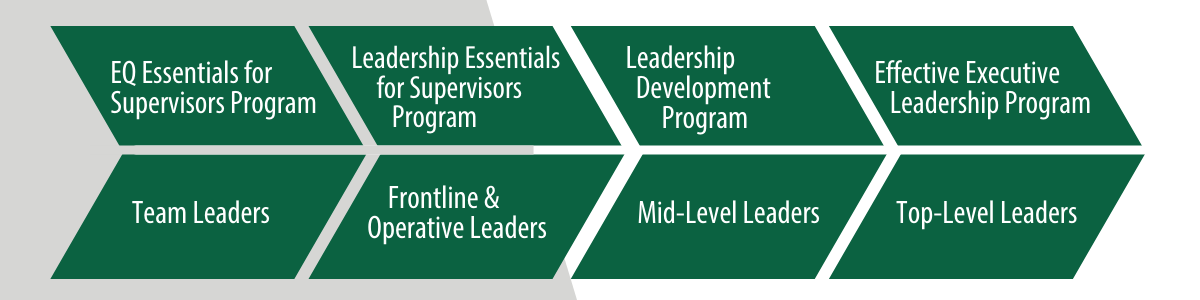 EQ Essentials for
Supervisors Program
Leadership Essentials
for Supervisors
Program
Leadership
Development
Program
Effective Executive
Leadership Program
Team Leaders
Frontline &
Operative Leaders
Mid-Level Leaders
Top-Level Leaders